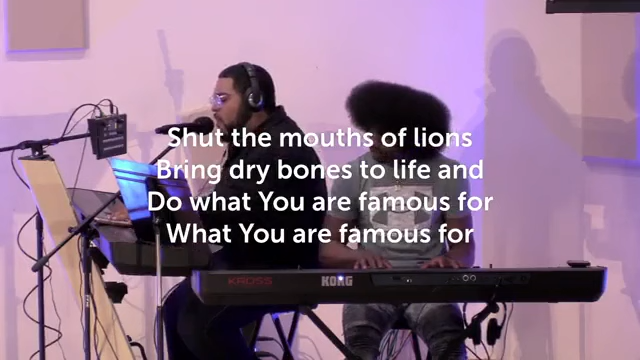 Shut the mouths of lions
Bring dry bones to life and
Do what You are famous for
What You are famous for
KROSS KORG